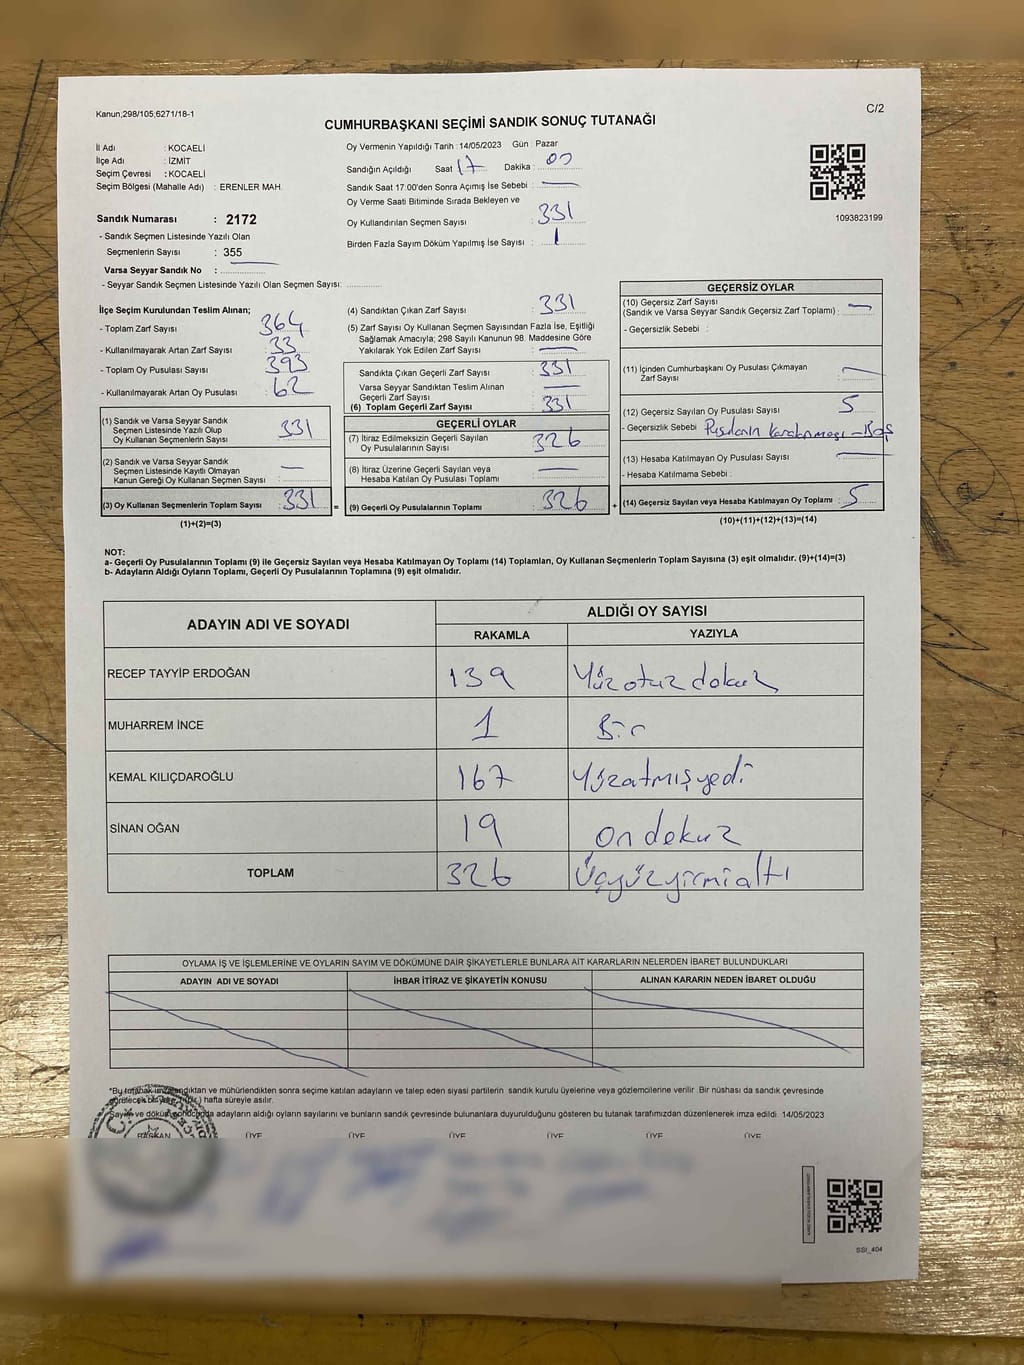 Kanun;298/105;6271/18-1
C/2
CUMHURBAŞKANI SEÇİMİ SANDIK SONUÇ TUTANAĞI
İl Adı : KOCAELİ
İlçe Adı : İZMİT
Seçim Çevresi : KOCAELİ
Seçim Bölgesi (Mahalle Adı) : ERENLER MAH.
Sandık Numarası : 2172
- Sandık Seçmen Listesinde Yazılı Olan
Seçmenlerin Sayısı : 355
Varsa Seyyar Sandık No :
- Seyyar Sandık Seçmen Listesinde Yazılı Olan Seçmen Sayısı:
Oy Vermenin Yapıldığı Tarih : 14/05/2023 Gün : Pazar
Sandığın Açıldığı Saat 17 Dakika : 00
Sandık Saat 17:00'den Sonra Açımış İse Sebebi :
Oy Verme Saati Bitiminde Sırada Bekleyen ve
Oy Kullandırılan Seçmen Sayısı : 331
Birden Fazla Sayım Döküm Yapılmış İse Sayısı : 1
1093823199
İlçe Seçim Kurulundan Teslim Alınan;
- Toplam Zarf Sayısı 364
- Kullanılmayarak Artan Zarf Sayısı : 33
- Toplam Oy Pusulası Sayısı : 393
- Kullanılmayarak Artan Oy Pusulası : 62
(1) Sandık ve Varsa Seyyar Sandık
Seçmen Listesinde Yazılı Olup
Oy Kullanan Seçmenlerin Sayısı : 331
(2) Sandık ve Varsa Seyyar Sandık
Seçmen Listesinde Kayıtlı Olmayan
Kanun Gereği Oy Kullanan Seçmen Sayısı :
(3) Oy Kullanan Seçmenlerin Toplam Sayısı : 331
(1)+(2)=(3)
=
(4) Sandıktan Çıkan Zarf Sayısı : 331
(5) Zarf Sayısı Oy Kullanan Seçmen Sayısından Fazla İse, Eşitliği
Sağlamak Amacıyla; 298 Sayılı Kanunun 98. Maddesine Göre
Yakılarak Yok Edilen Zarf Sayısı :
Sandıkta Çıkan Geçerli Zarf Sayısı : 331
Varsa Seyyar Sandıktan Teslim Alınan
Geçerli Zarf Sayısı :
(6) Toplam Geçerli Zarf Sayısı : 331
GEÇERLİ OYLAR
(7) İtiraz Edilmeksizin Geçerli Sayılan
Oy Pusulalarının Sayısı : 326
(8) İtiraz Üzerine Geçerli Sayılan veya
Hesaba Katılan Oy Pusulası Toplamı :
(9) Geçerli Oy Pusulalarının Toplamı : 326
+
GEÇERSİZ OYLAR
(10) Geçersiz Zarf Sayısı
(Sandık ve Varsa Seyyar Sandık Geçersiz Zarf Toplamı) :
- Geçersizlik Sebebi :
(11) İçinden Cumhurbaşkanı Oy Pusulası Çıkmayan
Zarf Sayısı :
(12) Geçersiz Sayılan Oy Pusulası Sayısı : 5
- Geçersizlik Sebebi : Pusulanın karalanması - Boş
(13) Hesaba Katılmayan Oy Pusulası Sayısı :
- Hesaba Katılmama Sebebi :
(14) Geçersiz Sayılan veya Hesaba Katılmayan Oy Toplamı : 5
(10)+(11)+(12)+(13)=(14)
NOT:
a- Geçerli Oy Pusulalarının Toplamı (9) ile Geçersiz Sayılan veya Hesaba Katılmayan Oy Toplamı (14) Toplamları, Oy Kullanan Seçmenlerin Toplam Sayısına (3) eşit olmalıdır. (9)+(14)=(3)
b- Adayların Aldığı Oyların Toplamı, Geçerli Oy Pusulalarının Toplamına (9) eşit olmalıdır.
ADAYIN ADI VE SOYADI ALDIĞI OY SAYISI
RAKAMLA YAZIYLA
RECEP TAYYİP ERDOĞAN 139 Yüzotuzdokuz
MUHARREM İNCE 1 Bir
KEMAL KILIÇDAROĞLU 167 Yüzatmışyedi
SİNAN OĞAN 19 on dokuz
TOPLAM 326 Üçyüzyirmialtı
OYLAMA İŞ VE İŞLEMLERİNE VE OYLARIN SAYIM VE DÖKÜMÜNE DAİR ŞİKAYETLERLE BUNLARA AİT KARARLARIN NELERDEN İBARET BULUNDUKLARI
ADAYIN ADI VE SOYADI İHBAR İTİRAZ VE ŞİKAYETİN KONUSU ALINAN KARARIN NEDEN İBARET OLDUĞU
*Bu tutanak imzalandıktan ve mühürlendikten sonra seçime katılan adayların ve talep eden siyasi partilerin sandık kurulu üyelerine veya gözlemcilerine verilir. Bir nüshası da sandık çevresinde
hafta süreyle asılır.
Sayım ve döküm sonucunda adayların aldığı oyların sayılarını ve bunların sandık çevresinde bulunanlara duyurulduğunu gösteren bu tutanak tarafımızdan düzenlenerek imza edildi. 14/05/2023
BAŞKAN ÜYE ÜYE ÜYE ÜYE ÜYE ÜYE
SSİ_404